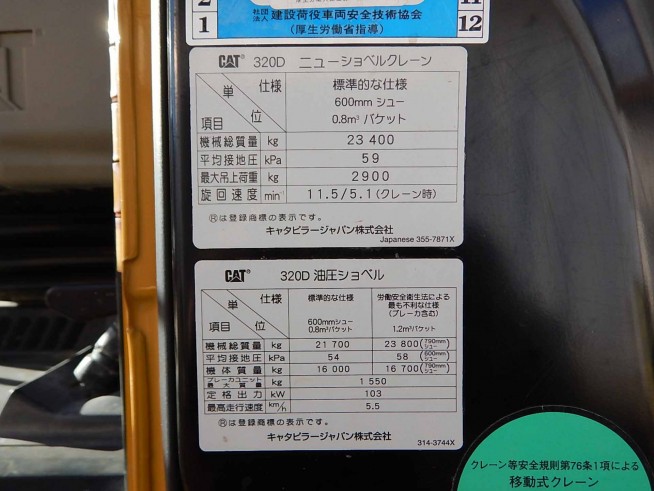 2 11
1 社団法人 建設荷役車両安全技術協会 12
(厚生労働省指導)
CAT® 320D ニューショベルクレーン
単位 仕様 項目 標準的な仕様
600mm シュー
0.8m³ バケット
機械総質量 kg 23 400
平均接地圧 kPa 59
最大吊上荷重 kg 2900
旋回速度 min 11.5/5.1(クレーン時)
®は登録商標の表示です。
キャタピラージャパン株式会社
Japanese 355-7871X
CAT® 320D 油圧ショベル
単位 仕様 項目 標準的な仕様 労働安全衛生法による
最も不利な仕様
(ブレーカ含む)
600mmシュー
0.8m³バケット 1.2m³バケット
機械総質量 kg 21 700 23 800(790mmシュー)
平均接地圧 kPa 54 58(600mmシュー)
機体質量 kg 16 000 16 700(790mmシュー)
ブレーカユニット最大質量 kg 1 550
定格出力 kW 103
最高走行速度 km/h 5.5
®は登録商標の表示です。
キャタピラージャパン株式会社
314-3744X
クレーン等安全規則第76条1項による
移動式クレーン